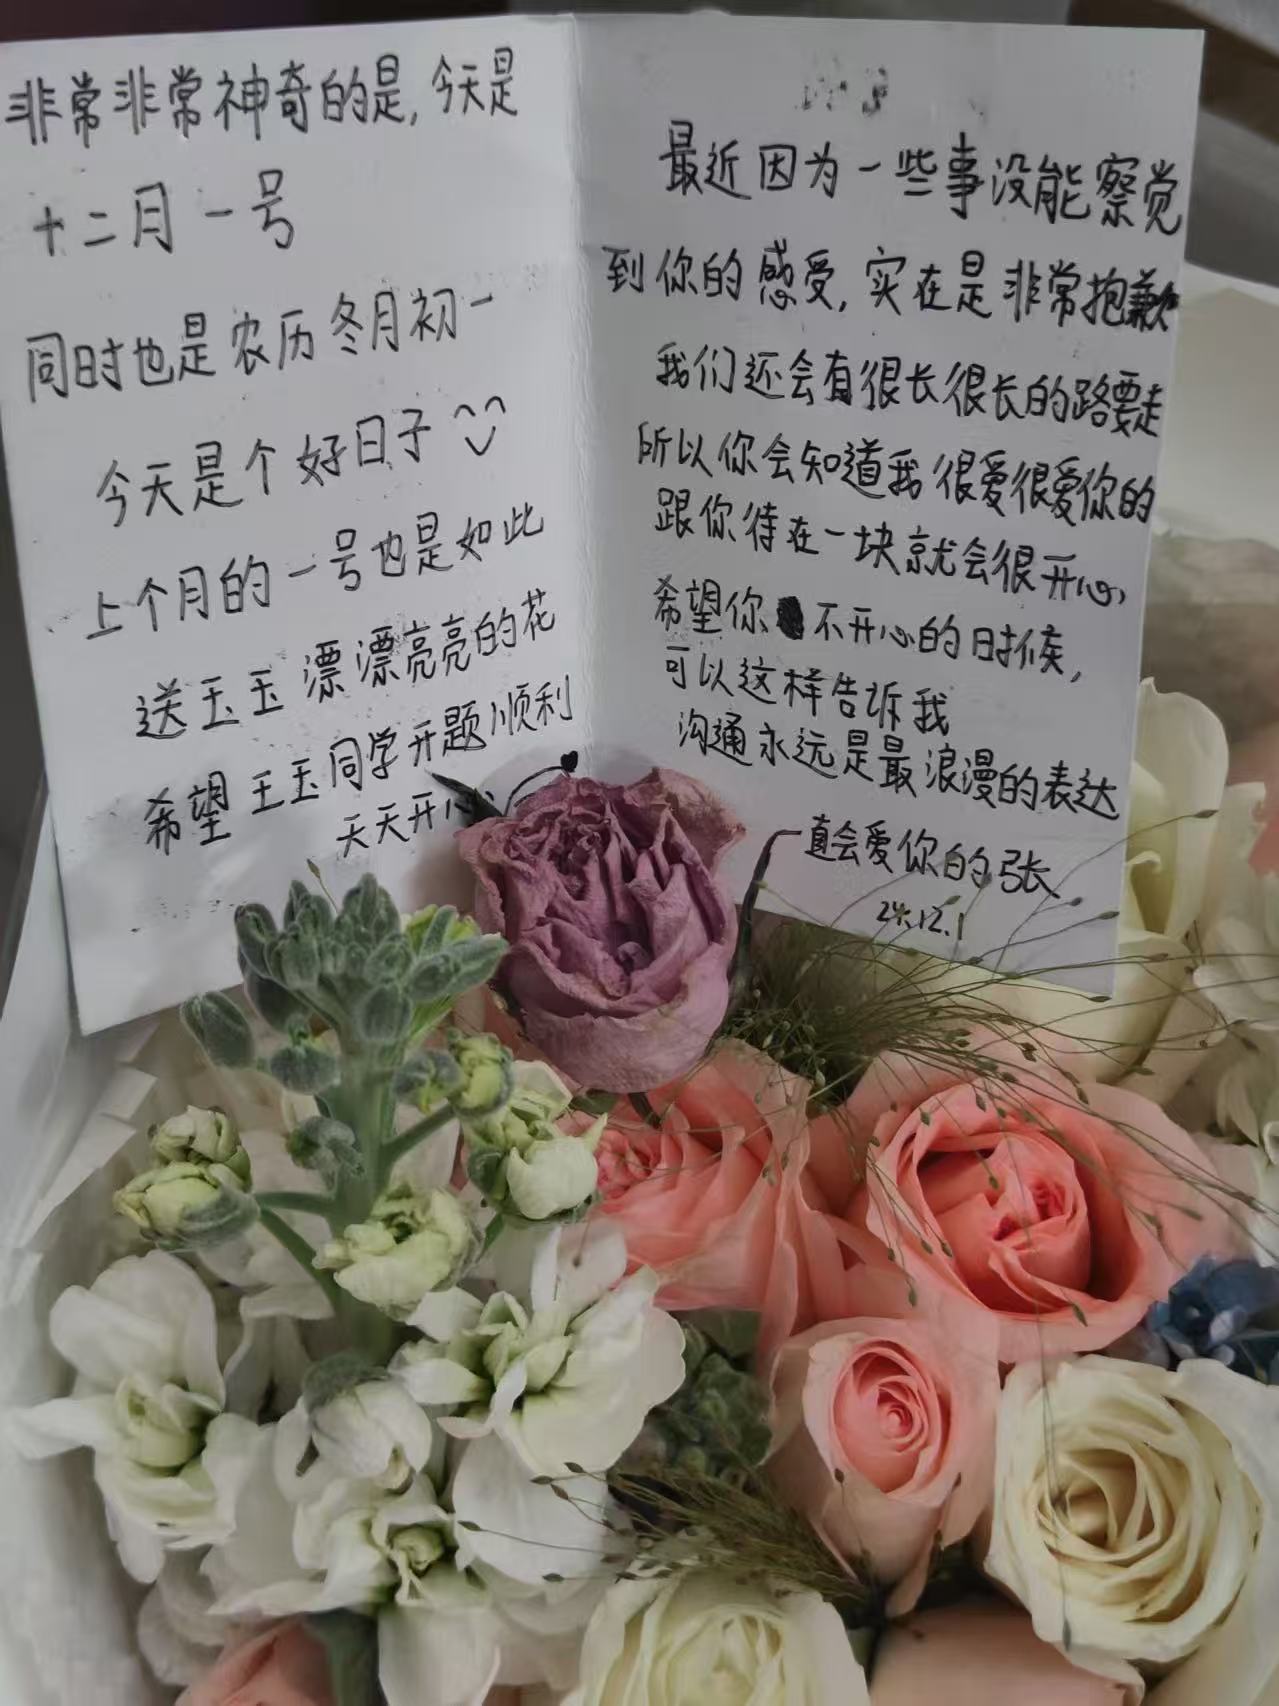 非常非常神奇的是,今天是
十二月一号
同时也是农历冬月初一
今天是个好日子
上个月的一号也是如此
送玉玉漂漂亮亮的花
希望王玉同学开题顺利
天天开心
最近因为一些事没能察觉
到你的感受,实在是非常抱歉
我们还会有很长很长的路要走
所以你会知道我很爱很爱你的
跟你待在一块就会很开心,
希望你不开心的时候,
可以这样告诉我
沟通永远是最浪漫的表达
一直会爱你的张
24.12.1